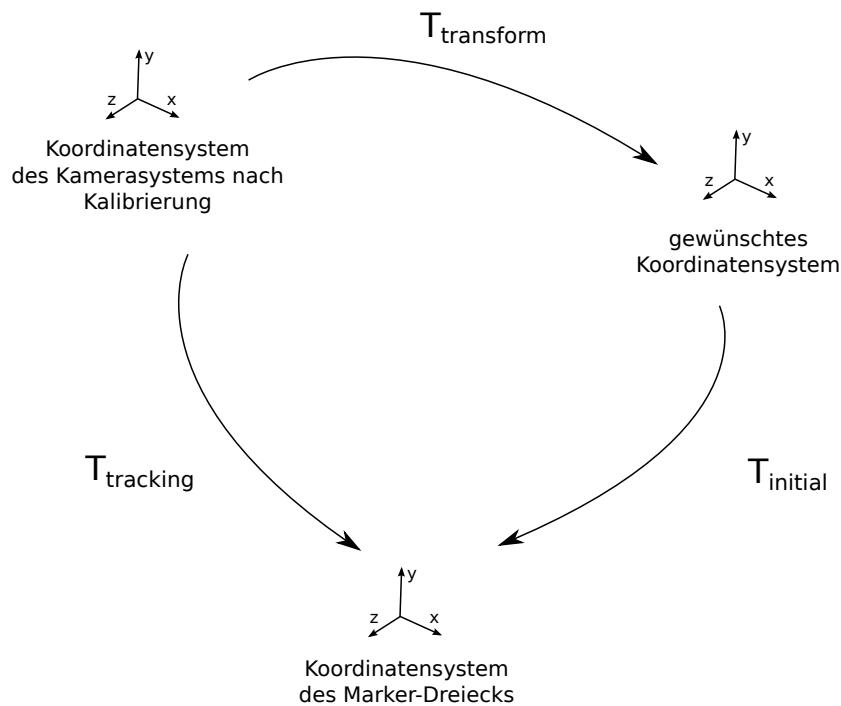 T_transform
y
z x
Koordinatensystem
des Kamerasystems nach
Kalibrierung
y
z x
gewünschtes
Koordinatensystem
T_tracking
T_initial
y
z x
Koordinatensystem
des Marker-Dreiecks